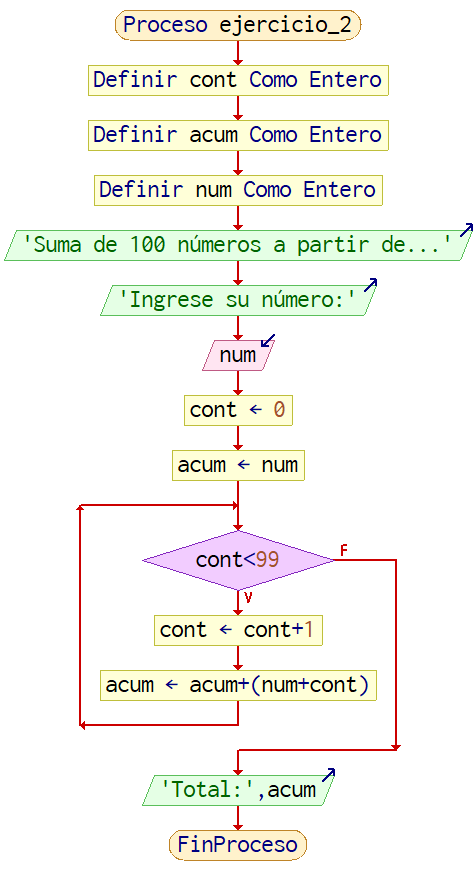 Proceso ejercicio_2
Definir cont Como Entero
Definir acum Como Entero
Definir num Como Entero
'Suma de 100 números a partir de...'
'Ingrese su número:'
num
cont ← 0
acum ← num
cont<99
F
V
cont ← cont+1
acum ← acum+(num+cont)
'Total:',acum
FinProceso